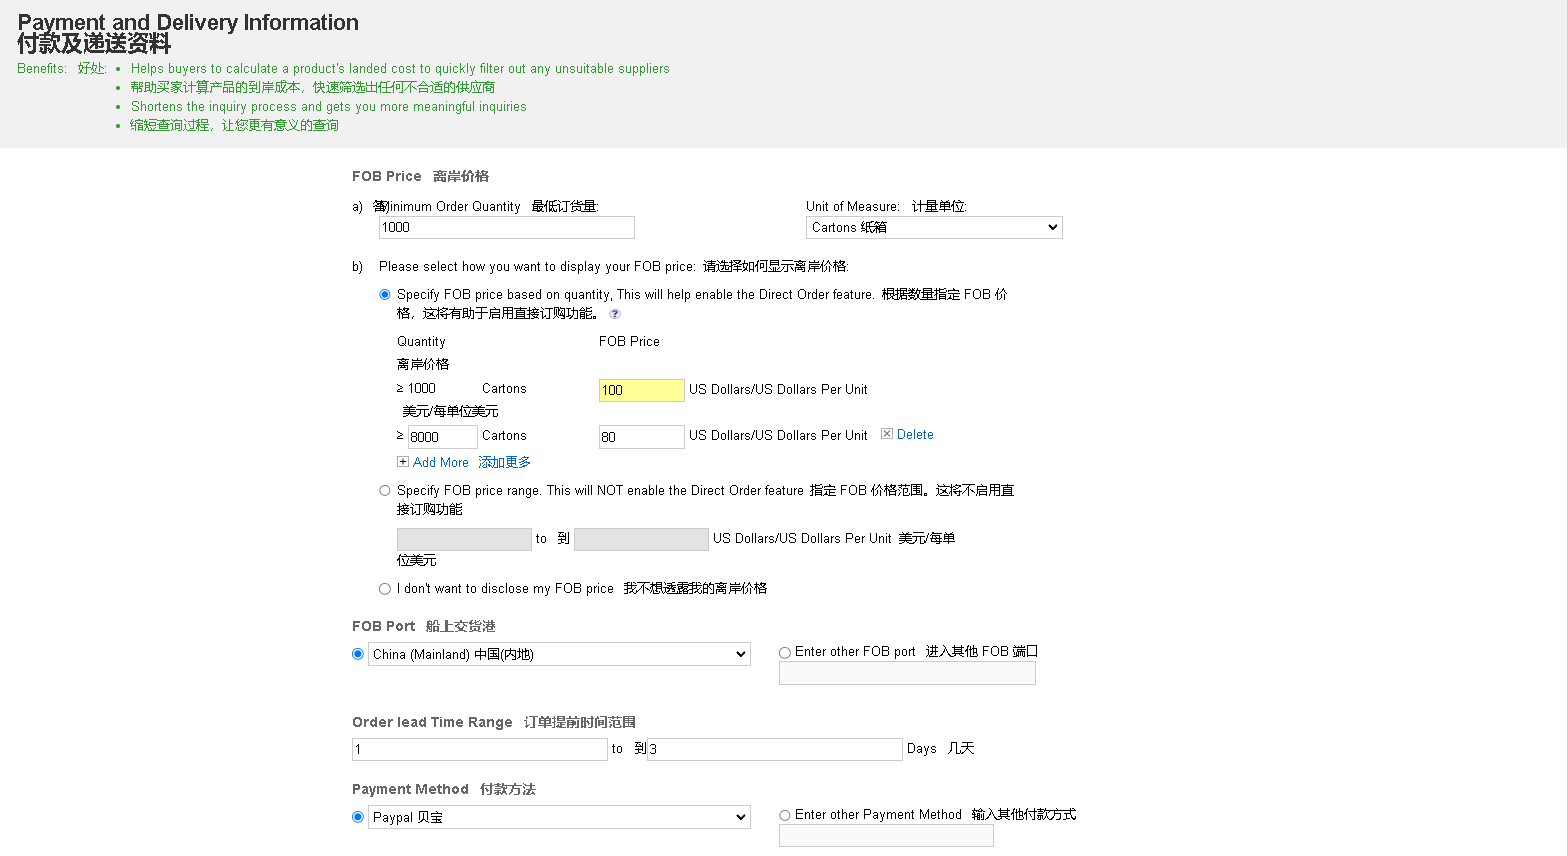 Payment and Delivery Information
付款及递送资料
Benefits: 好处: • Helps buyers to calculate a product's landed cost to quickly filter out any unsuitable suppliers
• 帮助买家计算产品的到岸成本，快速筛选出任何不合适的供应商
• Shortens the inquiry process and gets you more meaningful inquiries
• 缩短查询过程，让您更有意义的查询
FOB Price 离岸价格
a) 答) Minimum Order Quantity 最低订货量: Unit of Measure: 计量单位:
1000 Cartons 纸箱
b) Please select how you want to display your FOB price: 请选择如何显示离岸价格:
Specify FOB price based on quantity, This will help enable the Direct Order feature. 根据数量指定 FOB 价
格，这将有助于启用直接订购功能。 ?
Quantity FOB Price
离岸价格
≥ 1000 Cartons 100 US Dollars/US Dollars Per Unit
美元/每单位美元
≥ 8000 Cartons 80 US Dollars/US Dollars Per Unit Delete
Add More 添加更多
Specify FOB price range. This will NOT enable the Direct Order feature 指定 FOB 价格范围。这将不启用直
接订购功能
to 到 US Dollars/US Dollars Per Unit 美元/每单
位美元
I don't want to disclose my FOB price 我不想透露我的离岸价格
FOB Port 船上交货港
China (Mainland) 中国(内地) Enter other FOB port 进入其他 FOB 端口
Order lead Time Range 订单提前时间范围
1 to 到 3 Days 几天
Payment Method 付款方法
Paypal 贝宝 Enter other Payment Method 输入其他付款方式